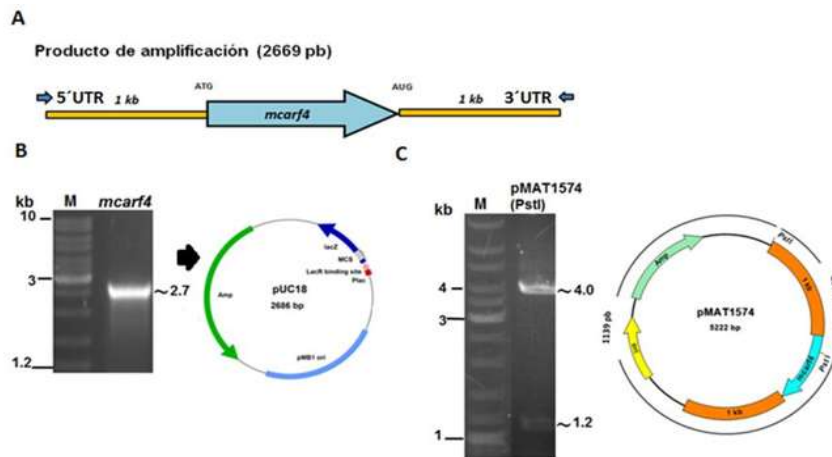 A
Producto de amplificación (2669 pb)
5´UTR 1 kb ATG mcarf4 AUG 1 kb 3´UTR
B
kb M mcarf4
10
3
1.2
~2.7
lacZ
MCS
LacR binding site
Plac
pUC18
2686 bp
Amp
pMB1 ori
C
kb M pMAT1574
(PstI)
4
3
1
~4.0
~1.2
PstI
Amp
1 kb
pMAT1574
5222 bp
mcarf4
PstI
ori
1 kb
1139 pb